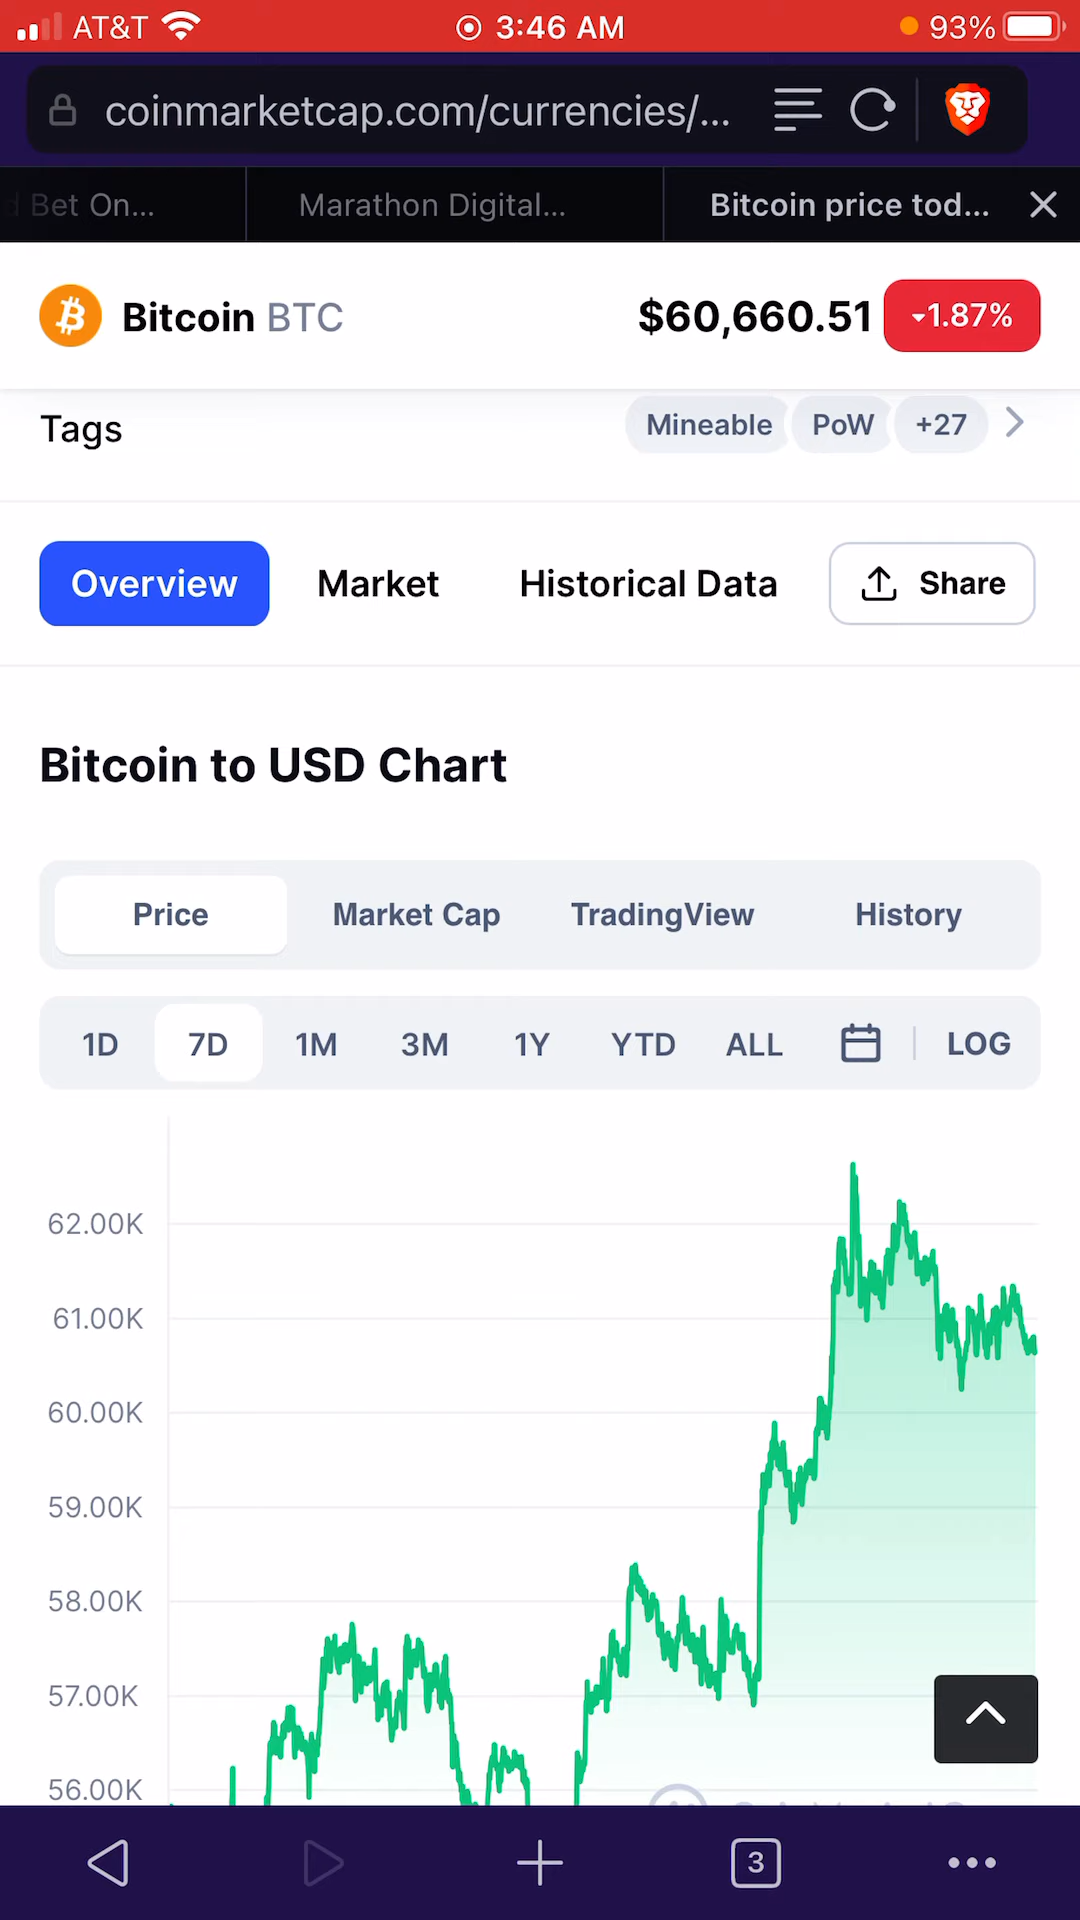 AT&T 3:46 AM 93%
coinmarketcap.com/currencies/...
Bet On... Marathon Digital... Bitcoin price tod...
Bitcoin BTC $60,660.51 1.87%
Tags Mineable PoW +27
Overview Market Historical Data Share
Bitcoin to USD Chart
Price Market Cap TradingView History
1D 7D 1M 3M 1Y YTD ALL LOG
62.00K
61.00K
60.00K
59.00K
58.00K
57.00K
56.00K
3